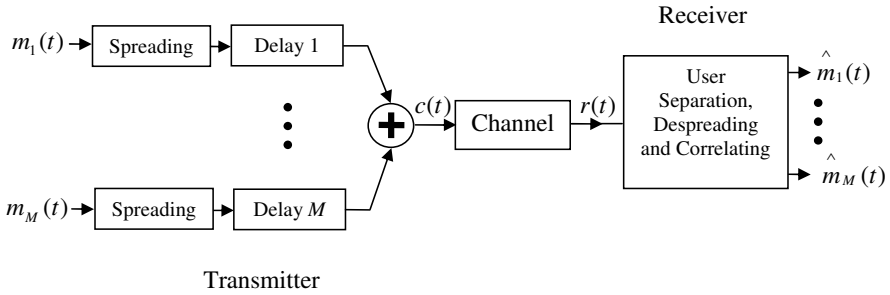 Receiver
m₁(t)
Spreading
Delay 1
c(t)
Channel
r(t)
User
Separation,
Despreading
and Correlating
m̂₁(t)
m̂_M(t)
m_M(t)
Spreading
Delay M
Transmitter